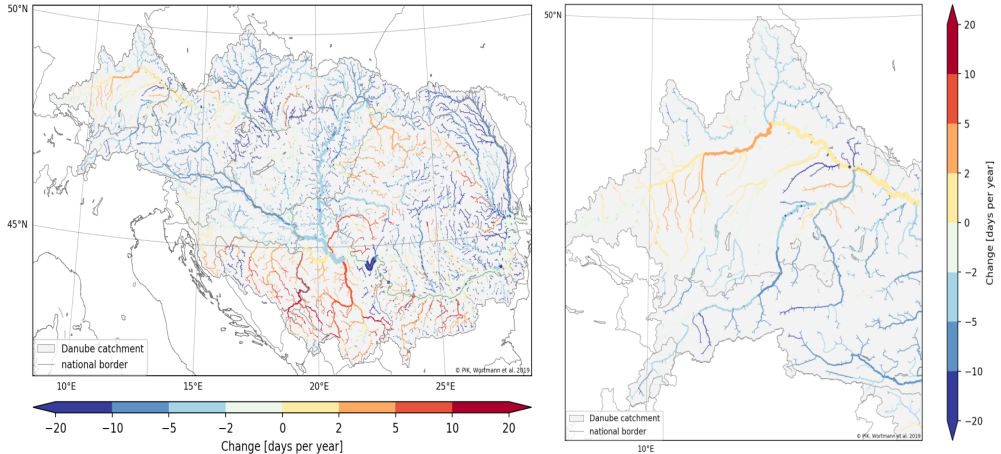 50°N
45°N
Danube catchment
national border
© PIK, Wortmann et al. 2019
10°E 15°E 20°E 25°E
−20 −10 −5 −2 0 2 5 10 20
Change [days per year]
50°N
Danube catchment
national border
© PIK, Wortmann et al. 2019
10°E
20
10
5
2
0
−2
−5
−10
−20
Change [days per year]